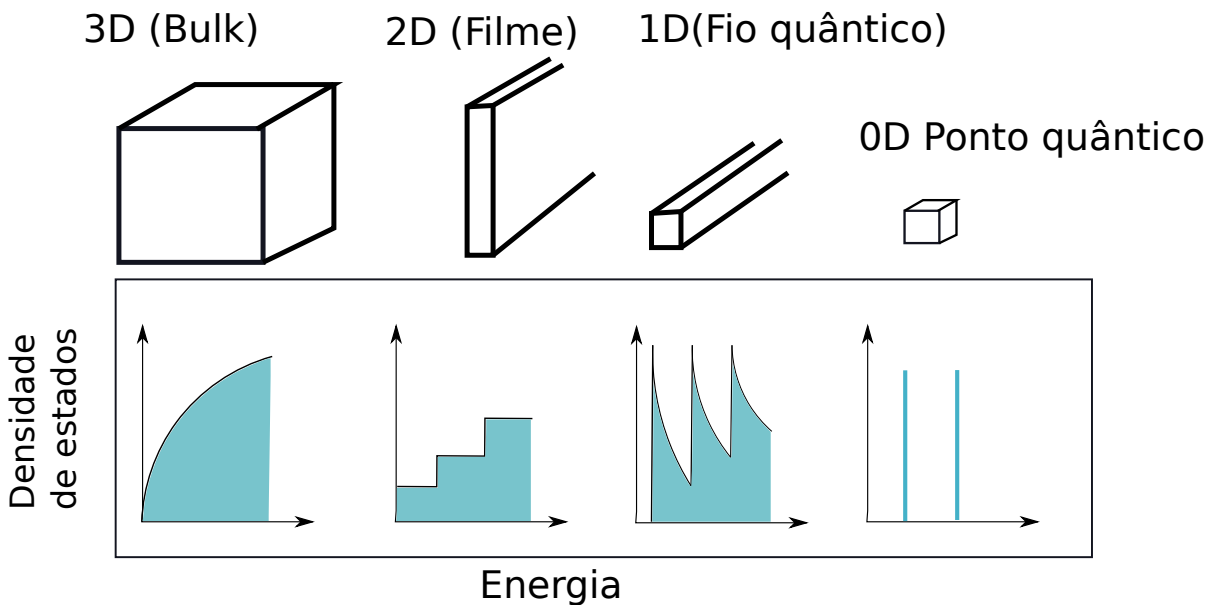 3D (Bulk)
2D (Filme)
1D(Fio quântico)
0D Ponto quântico
Densidade
de estados
Energia